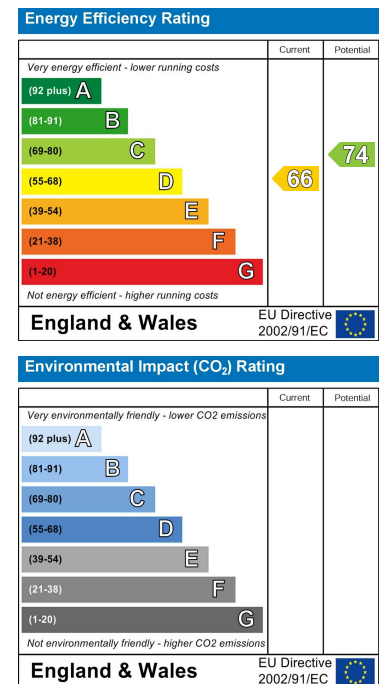 Energy Efficiency Rating
Current Potential
Very energy efficient - lower running costs
(92 plus) A
(81-91) B
(69-80) C
74
(55-68) D
66
(39-54) E
(21-38) F
(1-20) G
Not energy efficient - higher running costs
England & Wales
EU Directive
2002/91/EC
Environmental Impact (CO₂) Rating
Current Potential
Very environmentally friendly - lower CO2 emissions
(92 plus) A
(81-91) B
(69-80) C
(55-68) D
(39-54) E
(21-38) F
(1-20) G
Not environmentally friendly - higher CO2 emissions
England & Wales
EU Directive
2002/91/EC